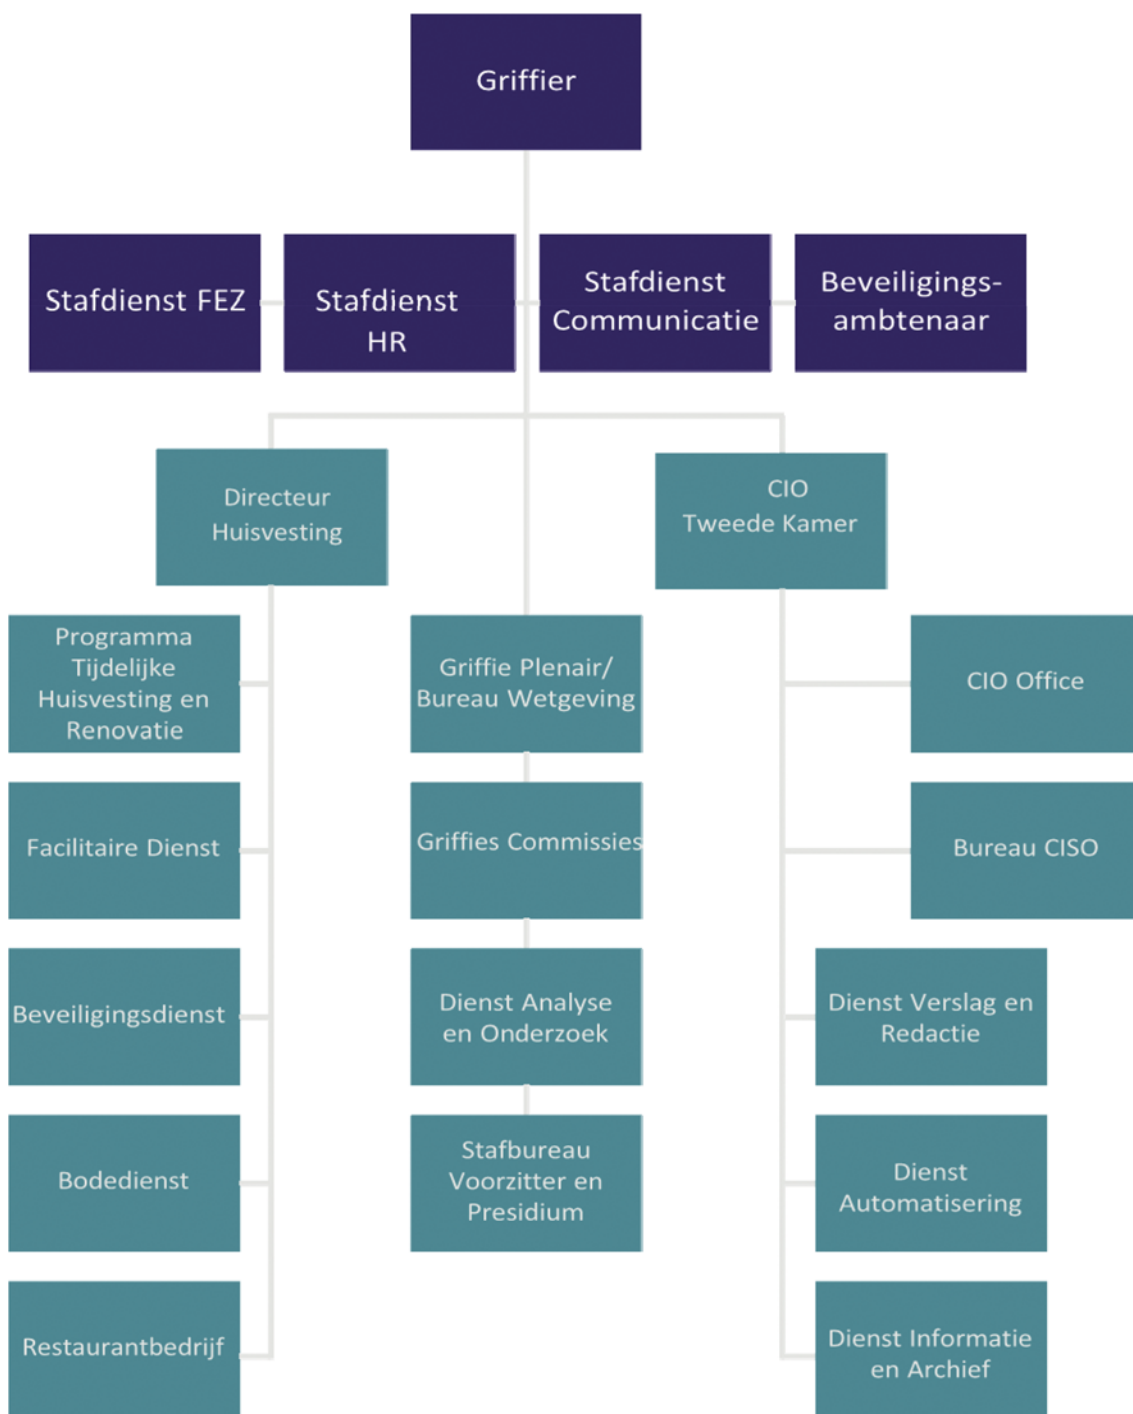 Griffier
Stafdienst FEZ
Stafdienst
HR
Stafdienst
Communicatie
Beveiligings-
ambtenaar
Directeur
Huisvesting
CIO
Tweede Kamer
Programma
Tijdelijke
Huisvesting en
Renovatie
Griffie Plenair/
Bureau Wetgeving
CIO Office
Facilitaire Dienst
Griffies Commissies
Bureau CISO
Beveiligingsdienst
Dienst Analyse
en Onderzoek
Dienst Verslag en
Redactie
Bodedienst
Stafbureau
Voorzitter en
Presidium
Dienst
Automatisering
Restaurantbedrijf
Dienst Informatie
en Archief